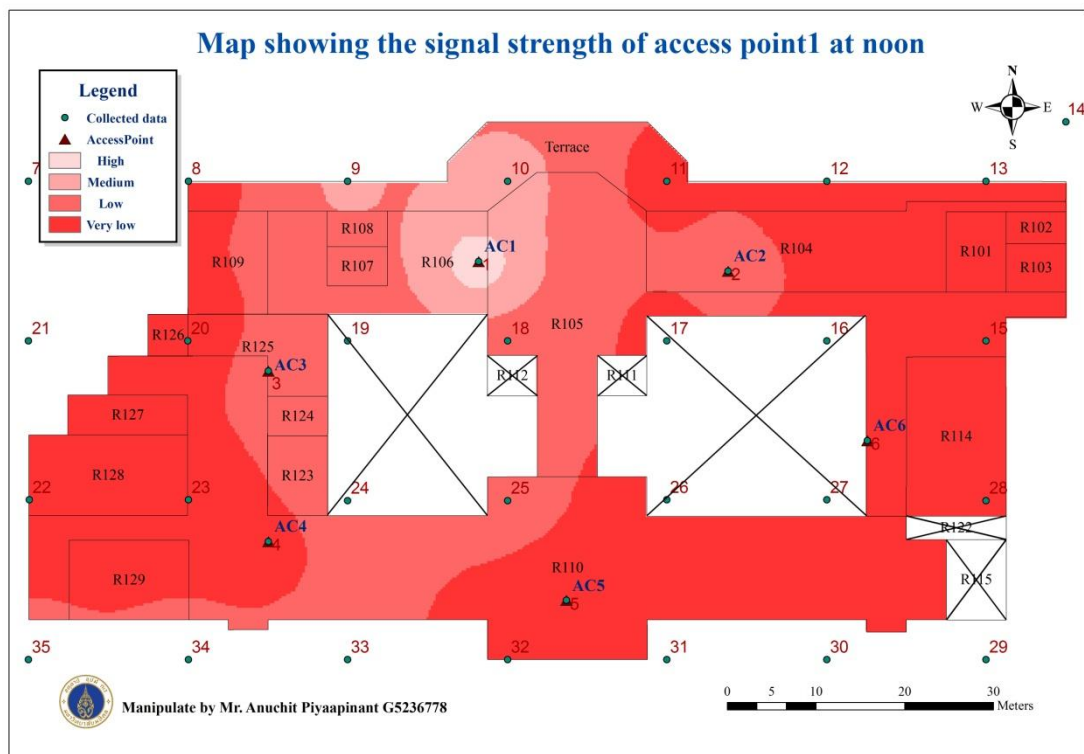 Map showing the signal strength of access point1 at noon
Legend
Collected data
AccessPoint
High
Medium
Low
Very low
N
W E
S
14
7 8 9 10 11 12 13
Terrace
R108
R102
R109 R107 R106 AC1 AC2 R104 R101 R103
1 2
R105
21 R126 20 R125 19 18 17 16 15
AC3
3
R112 R111
R127 R124
AC6
6 R114
R128 R123
22 23 24 25 26 27 28
R122
AC4
4
R129 R110 R115
AC5
5
35 34 33 32 31 30 29
Manipulate by Mr. Anuchit Piyaapinant G5236778
0 5 10 20 30
Meters